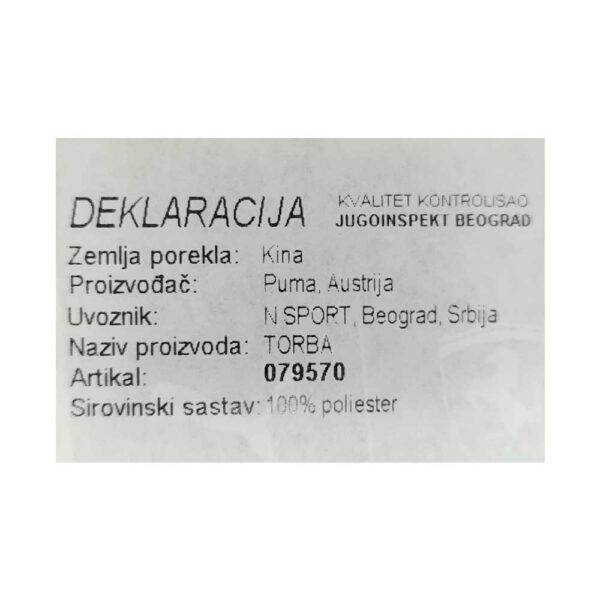 DEKLARACIJA
KVALITET KONTROLISAO
JUGOINSPEKT BEOGRAD
Zemlja porekla: Kina
Proizvođač: Puma, Austrija
Uvoznik: N SPORT, Beograd, Srbija
Naziv proizvoda: TORBA
Artikal: 079570
Sirovinski sastav: 100% poliester